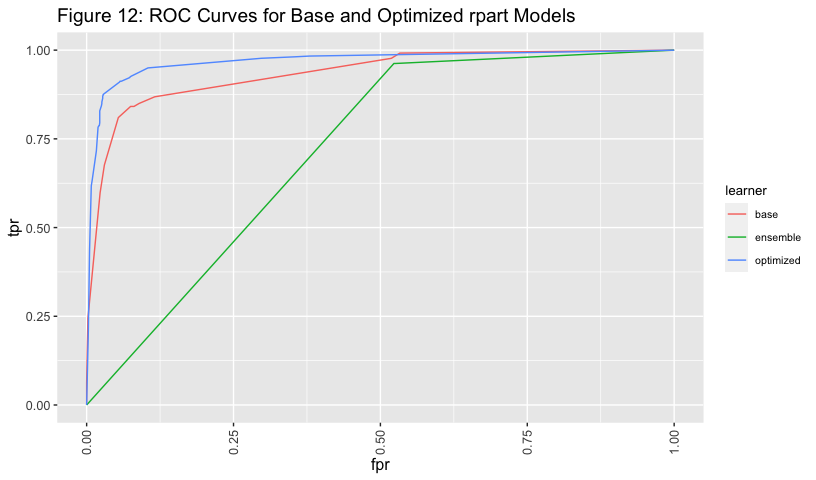 Figure 12: ROC Curves for Base and Optimized rpart Models
1.00
0.75
0.50
0.25
0.00
tpr
0.00
0.25
0.50
0.75
1.00
fpr
learner
base
ensemble
optimized